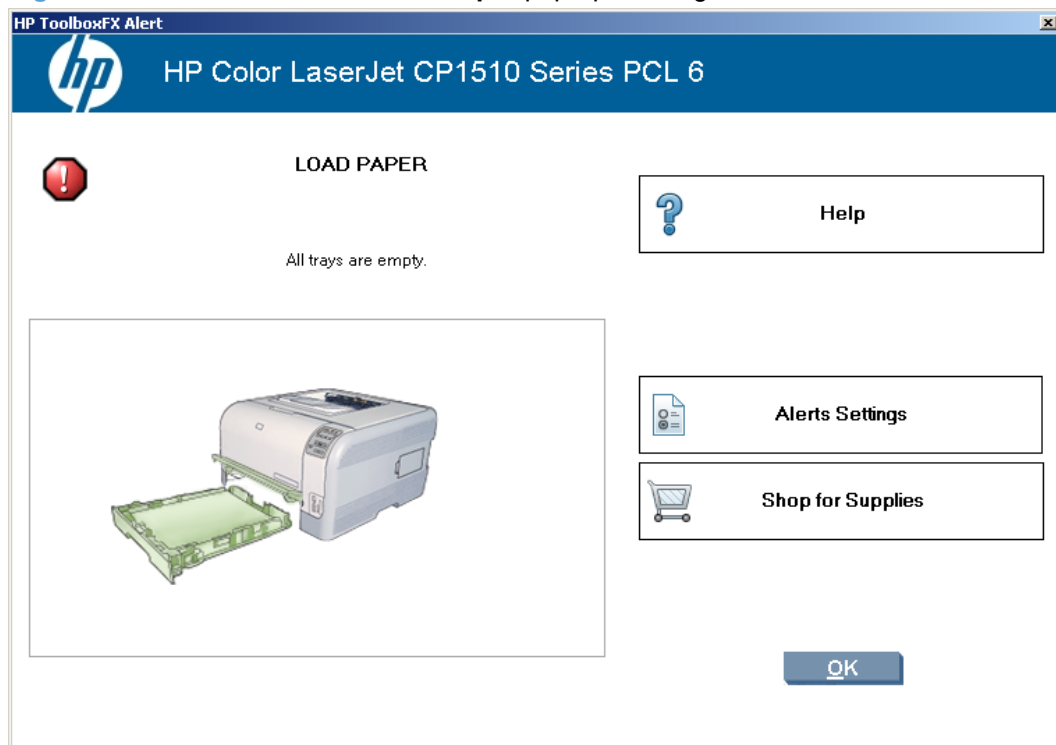 HP ToolboxFX Alert
hp
HP Color LaserJet CP1510 Series PCL 6
LOAD PAPER
All trays are empty.
Help
Alerts Settings
Shop for Supplies
OK